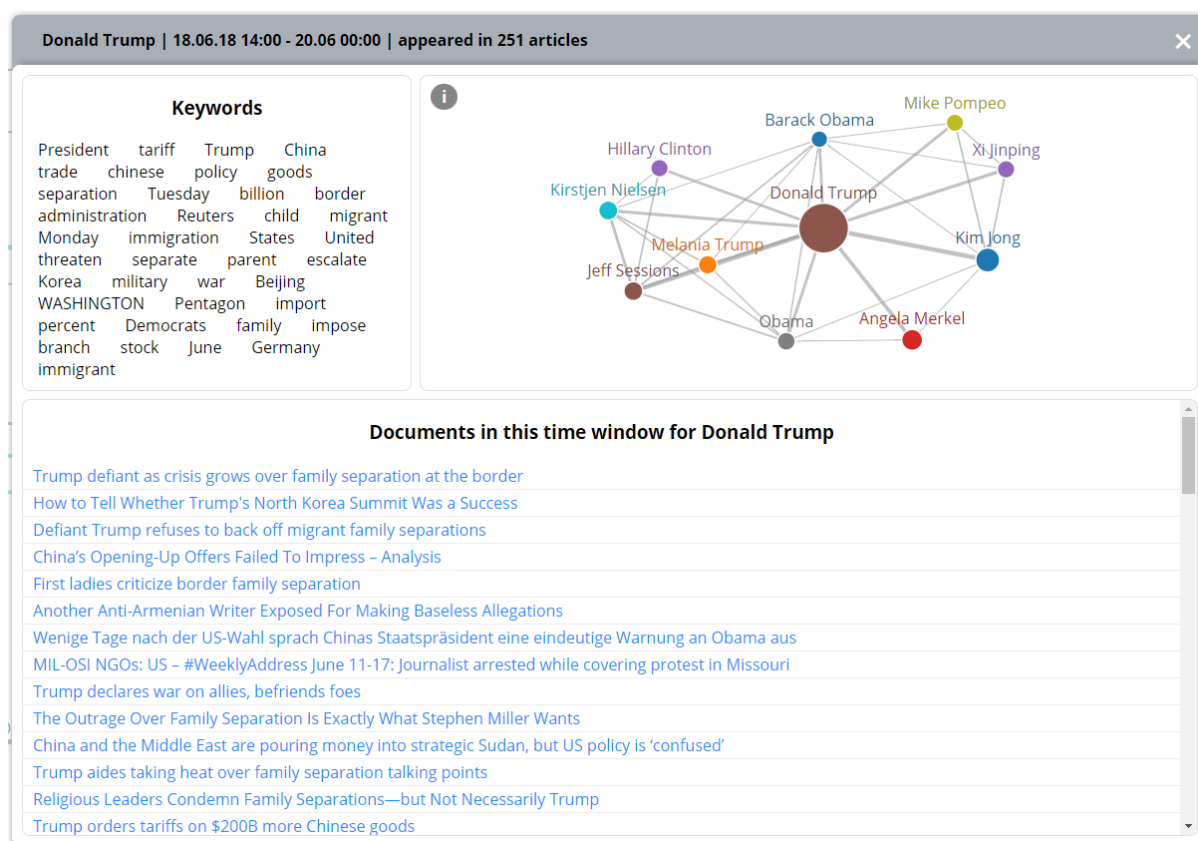 Donald Trump | 18.06.18 14:00 - 20.06 00:00 | appeared in 251 articles
×
Keywords
President tariff Trump China
trade chinese policy goods
separation Tuesday billion border
administration Reuters child migrant
Monday immigration States United
threaten separate parent escalate
Korea military war Beijing
WASHINGTON Pentagon import
percent Democrats family impose
branch stock June Germany
immigrant
i
Mike Pompeo
Barack Obama
Hillary Clinton
Xi Jinping
Kirstjen Nielsen
Donald Trump
Melania Trump
Kim Jong
Jeff Sessions
Obama
Angela Merkel
Documents in this time window for Donald Trump
Trump defiant as crisis grows over family separation at the border
How to Tell Whether Trump's North Korea Summit Was a Success
Defiant Trump refuses to back off migrant family separations
China’s Opening-Up Offers Failed To Impress – Analysis
First ladies criticize border family separation
Another Anti-Armenian Writer Exposed For Making Baseless Allegations
Wenige Tage nach der US-Wahl sprach Chinas Staatspräsident eine eindeutige Warnung an Obama aus
MIL-OSI NGOs: US – #WeeklyAddress June 11-17: Journalist arrested while covering protest in Missouri
Trump declares war on allies, befriends foes
The Outrage Over Family Separation Is Exactly What Stephen Miller Wants
China and the Middle East are pouring money into strategic Sudan, but US policy is ‘confused’
Trump aides taking heat over family separation talking points
Religious Leaders Condemn Family Separations—but Not Necessarily Trump
Trump orders tariffs on $200B more Chinese goods